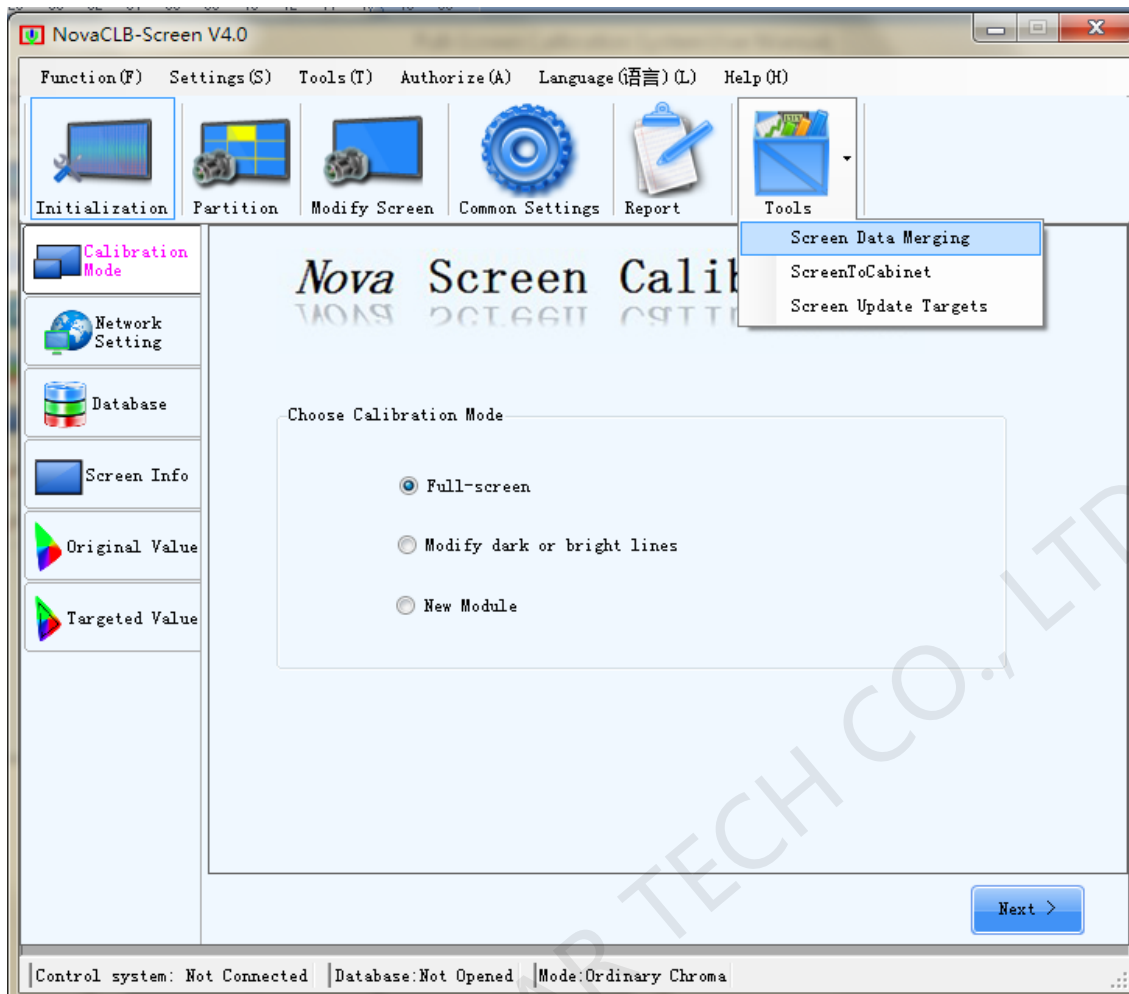 NovaCLB-Screen V4.0
Function(F) Settings(S) Tools(T) Authorize(A) Language(语言)(L) Help(H)
Initialization Partition Modify Screen Common Settings Report Tools
Screen Data Merging
ScreenToCabinet
Screen Update Targets
Calibration
Mode
Nova Screen Calib
Network
Setting
Database
Screen Info
Original Value
Targeted Value
Choose Calibration Mode
Full-screen
Modify dark or bright lines
New Module
Next >
Control system: Not Connected Database:Not Opened Mode:Ordinary Chroma
AR TECH CO., LTD